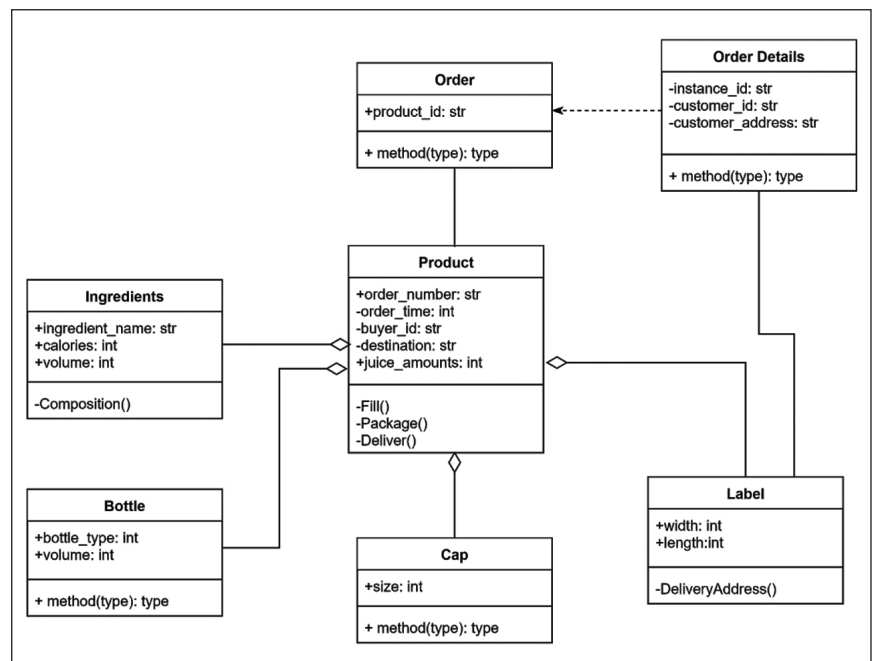 Order
+product_id: str
+ method(type): type
Order Details
-instance_id: str
-customer_id: str
-customer_address: str
+ method(type): type
Product
+order_number: str
-order_time: int
-buyer_id: str
-destination: str
+juice_amounts: int
-Fill()
-Package()
-Deliver()
Ingredients
+ingredient_name: str
+calories: int
+volume: int
-Composition()
Bottle
+bottle_type: int
+volume: int
+ method(type): type
Cap
+size: int
+ method(type): type
Label
+width: int
+length:int
-DeliveryAddress()